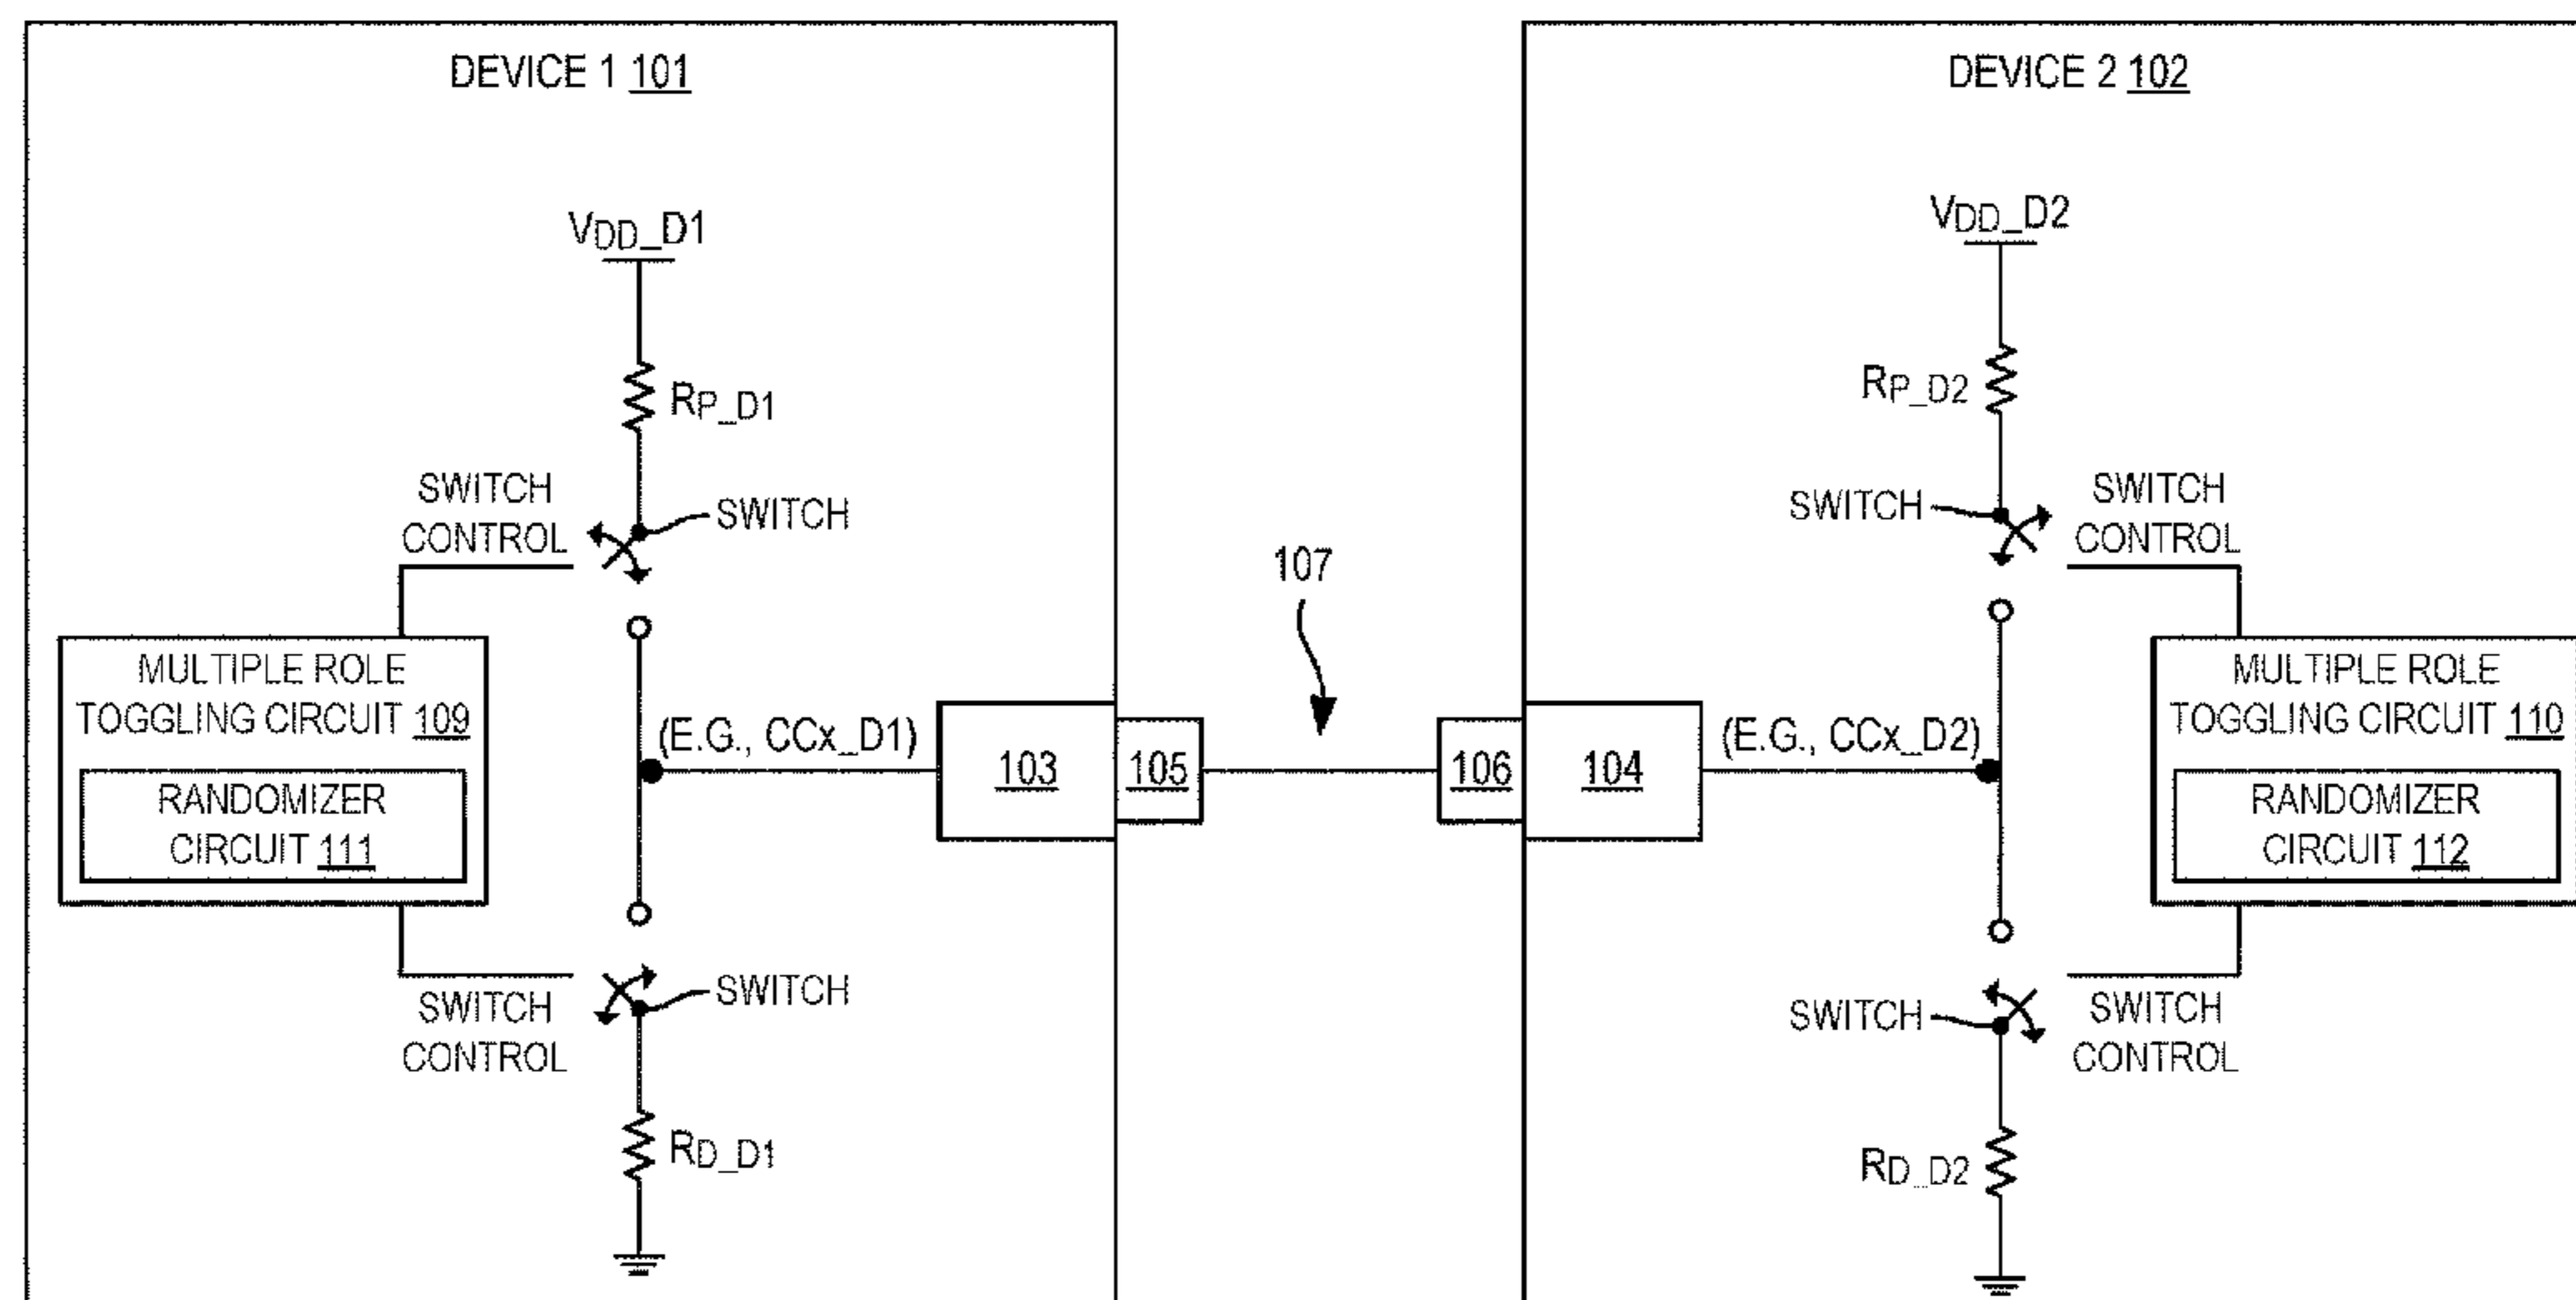 DEVICE 1 101
VDD_D1
RP_D1
SWITCH
CONTROL
SWITCH
MULTIPLE ROLE
TOGGLING CIRCUIT 109
RANDOMIZER
CIRCUIT 111
(E.G., CCx_D1)
103
105
SWITCH
CONTROL
SWITCH
RD_D1
107
DEVICE 2 102
VDD_D2
RP_D2
SWITCH
SWITCH
CONTROL
106
104
(E.G., CCx_D2)
MULTIPLE ROLE
TOGGLING CIRCUIT 110
RANDOMIZER
CIRCUIT 112
SWITCH
SWITCH
CONTROL
RD_D2